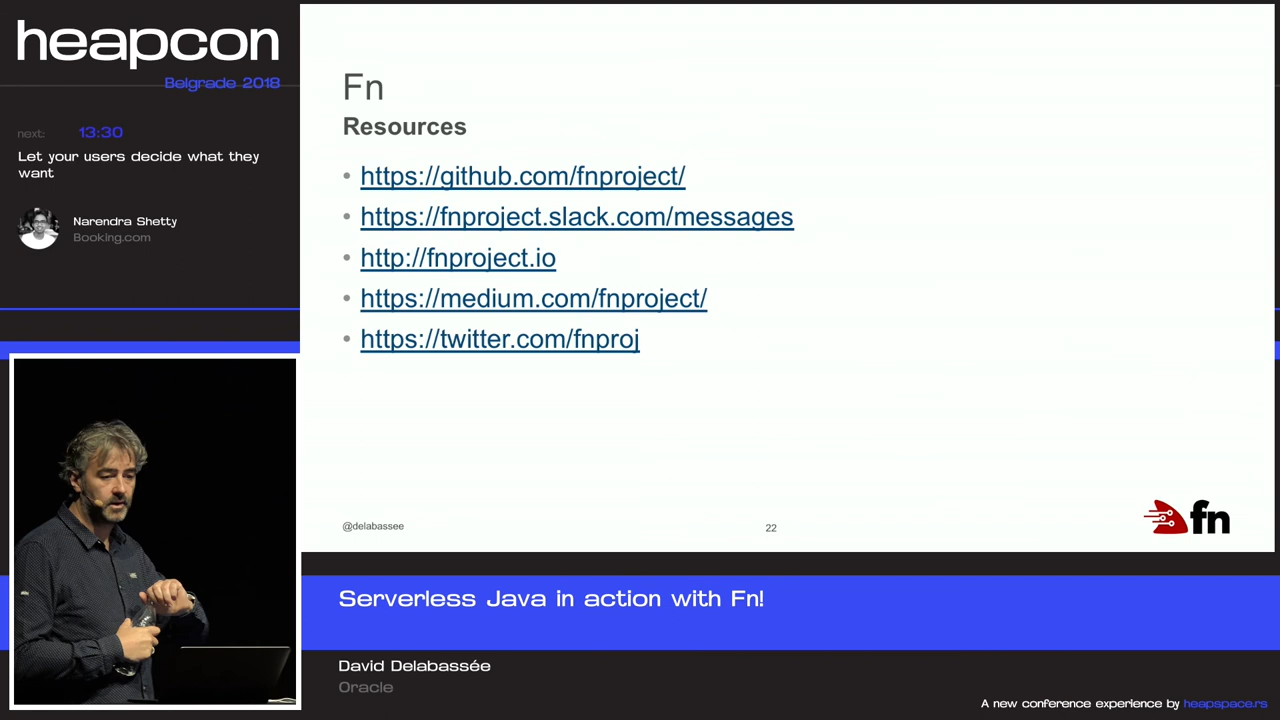 heapcon
Belgrade 2018
next: 13:30
Let your users decide what they
want
Narendra Shetty
Booking.com
Fn
Resources
• https://github.com/fnproject/
• https://fnproject.slack.com/messages
• http://fnproject.io
• https://medium.com/fnproject/
• https://twitter.com/fnproj
@delabassee
22
fn
Serverless Java in action with Fn!
David Delabassée
Oracle
A new conference experience by heapspace.rs